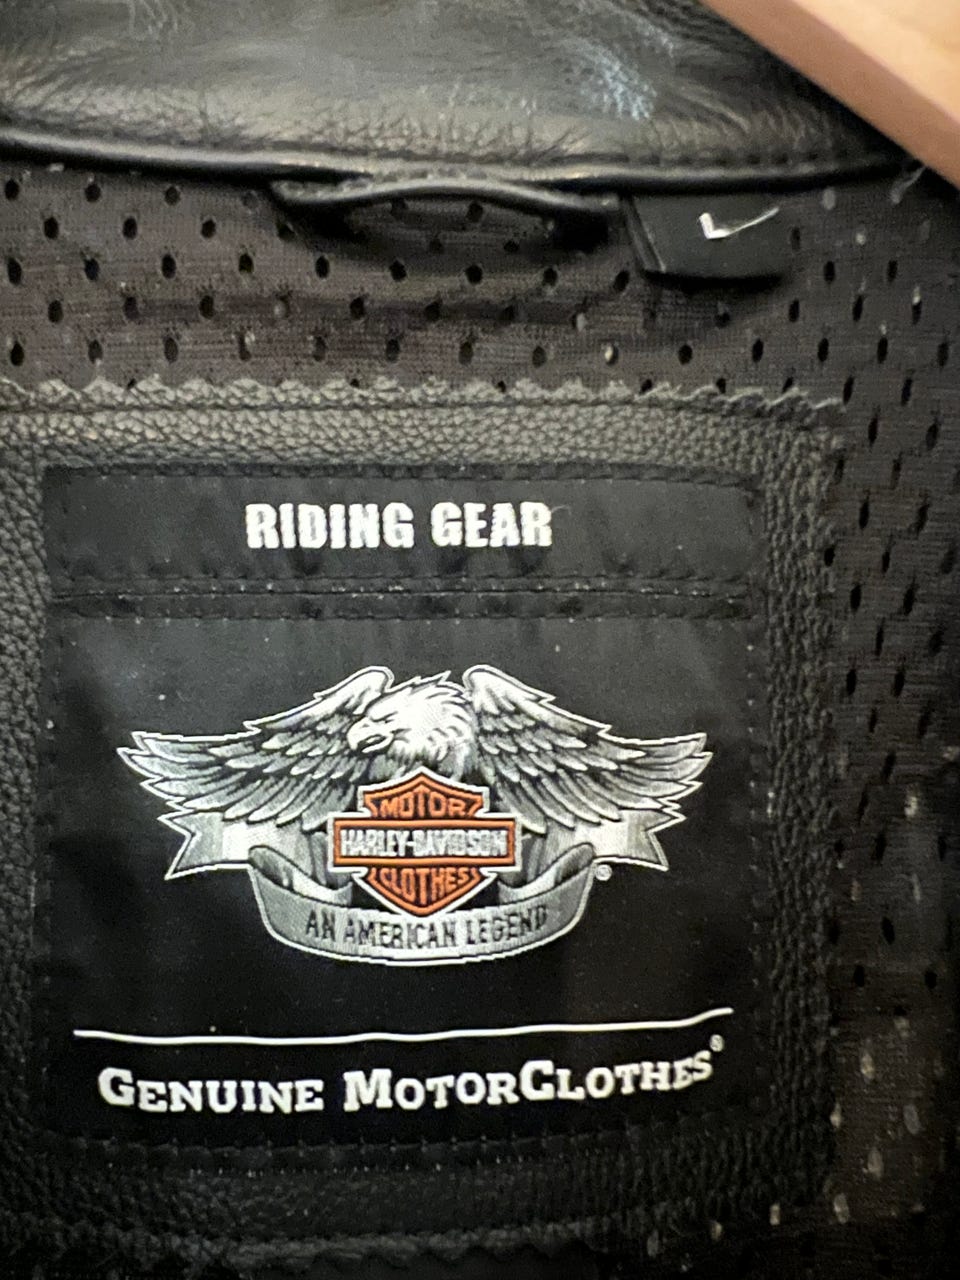 L
RIDING GEAR
MOTOR
HARLEY-DAVIDSON
CLOTHES
®
AN AMERICAN LEGEND
GENUINE MOTORCLOTHES®